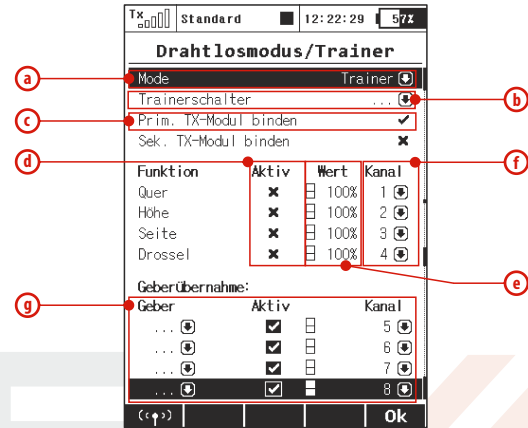 Tx Standard 12:22:29 57%
Drahtlosmodus/Trainer
a
Mode Trainer
b
Trainerschalter ...
c
Prim. TX-Modul binden
Sek. TX-Modul binden
d
f
Funktion Aktiv Wert Kanal
Quer 100% 1
Höhe 100% 2
Seite 100% 3
Drossel 100% 4
e
Geberübernahme:
g
Geber Aktiv Kanal
... 5
... 6
... 7
... 8
Ok